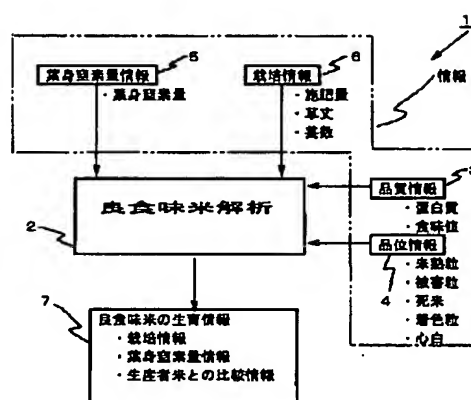 1
情報
5
葉身窒素量情報
・葉身窒素量
6
栽培情報
・施肥量
・草丈
・茎数
2
良食味米解析
3
品質情報
・蛋白質
・食味値
4
品位情報
・未熟粒
・被害粒
・死米
・着色粒
・心白
7
良食味米の生育情報
・栽培情報
・葉身窒素量情報
・生産者米との比較情報